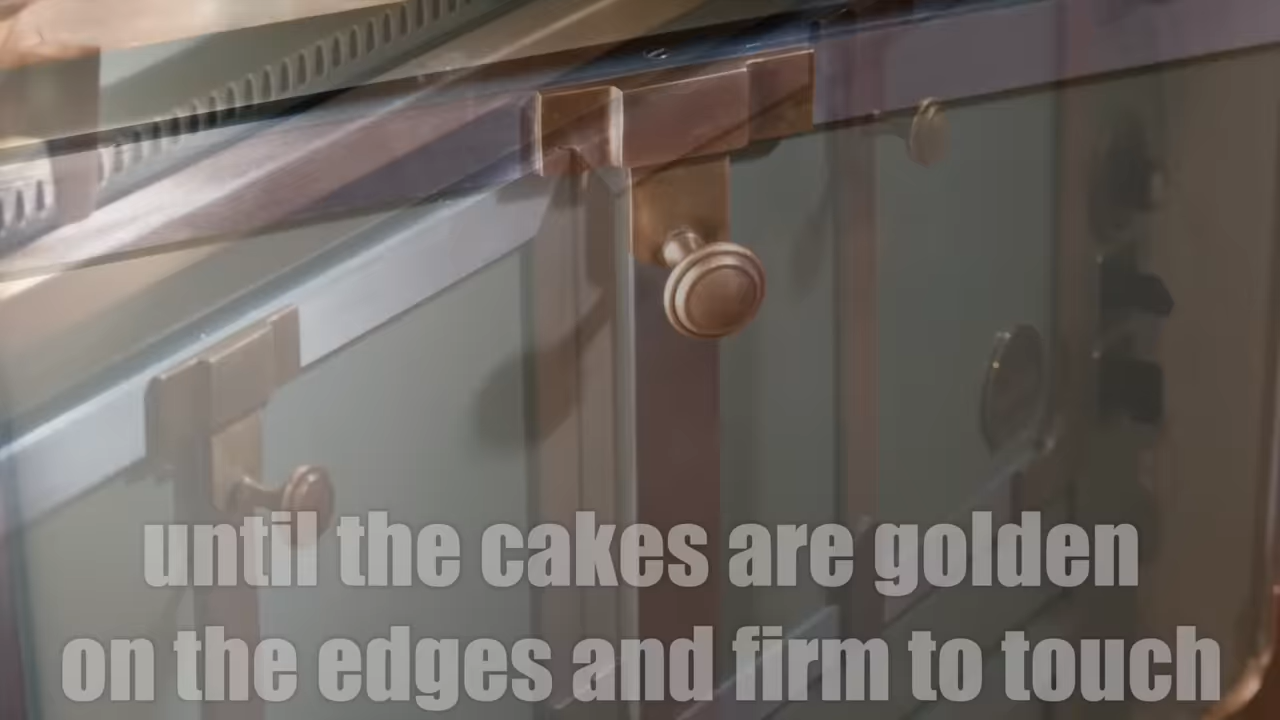 until the cakes are golden
on the edges and firm to touch